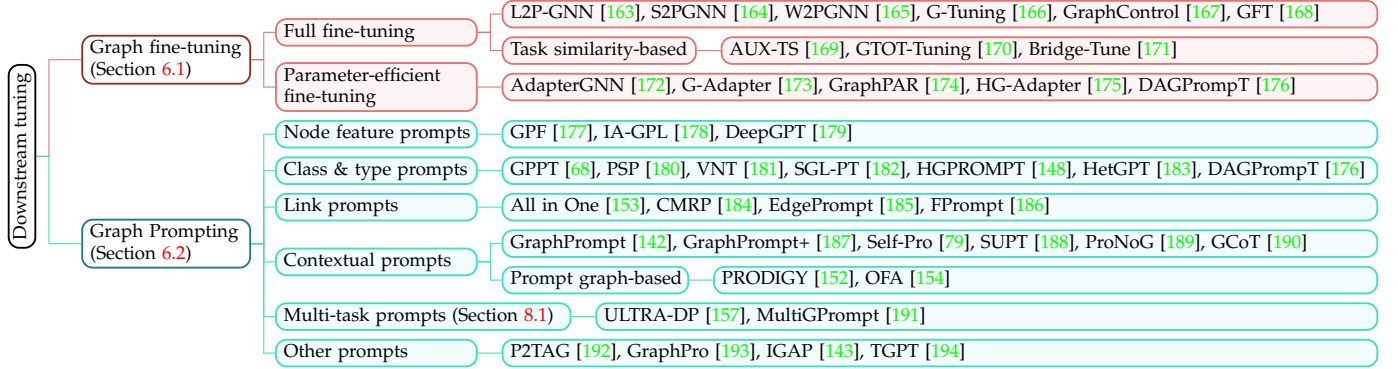 Downstream tuning
Graph fine-tuning
(Section 6.1)
Full fine-tuning
L2P-GNN [163], S2PGNN [164], W2PGNN [165], G-Tuning [166], GraphControl [167], GFT [168]
Task similarity-based
AUX-TS [169], GTOT-Tuning [170], Bridge-Tune [171]
Parameter-efficient
fine-tuning
AdapterGNN [172], G-Adapter [173], GraphPAR [174], HG-Adapter [175], DAGPrompT [176]
Graph Prompting
(Section 6.2)
Node feature prompts
GPF [177], IA-GPL [178], DeepGPT [179]
Class & type prompts
GPPT [68], PSP [180], VNT [181], SGL-PT [182], HGPROMPT [148], HetGPT [183], DAGPrompT [176]
Link prompts
All in One [153], CMRP [184], EdgePrompt [185], FPrompt [186]
Contextual prompts
GraphPrompt [142], GraphPrompt+ [187], Self-Pro [79], SUPT [188], ProNoG [189], GCoT [190]
Prompt graph-based
PRODIGY [152], OFA [154]
Multi-task prompts (Section 8.1)
ULTRA-DP [157], MultiGPrompt [191]
Other prompts
P2TAG [192], GraphPro [193], IGAP [143], TGPT [194]